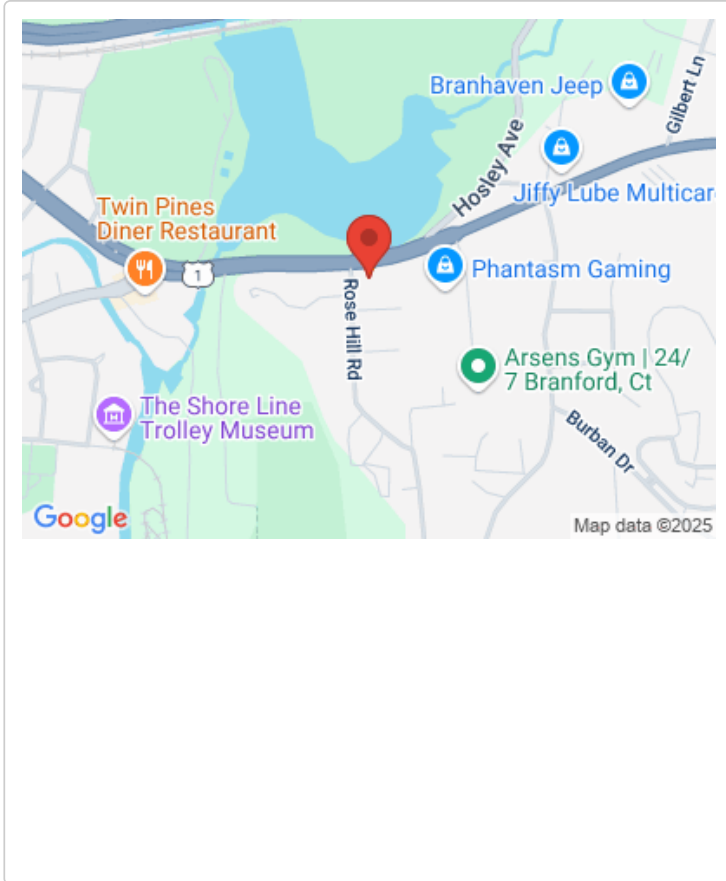 Branhaven Jeep
Gilbert Ln
Hosley Ave
Jiffy Lube Multicar
Twin Pines
Diner Restaurant
1
Phantasm Gaming
Rose Hill Rd
Arsens Gym | 24/
7 Branford, Ct
The Shore Line
Trolley Museum
Burban Dr
Google
Map data ©2025